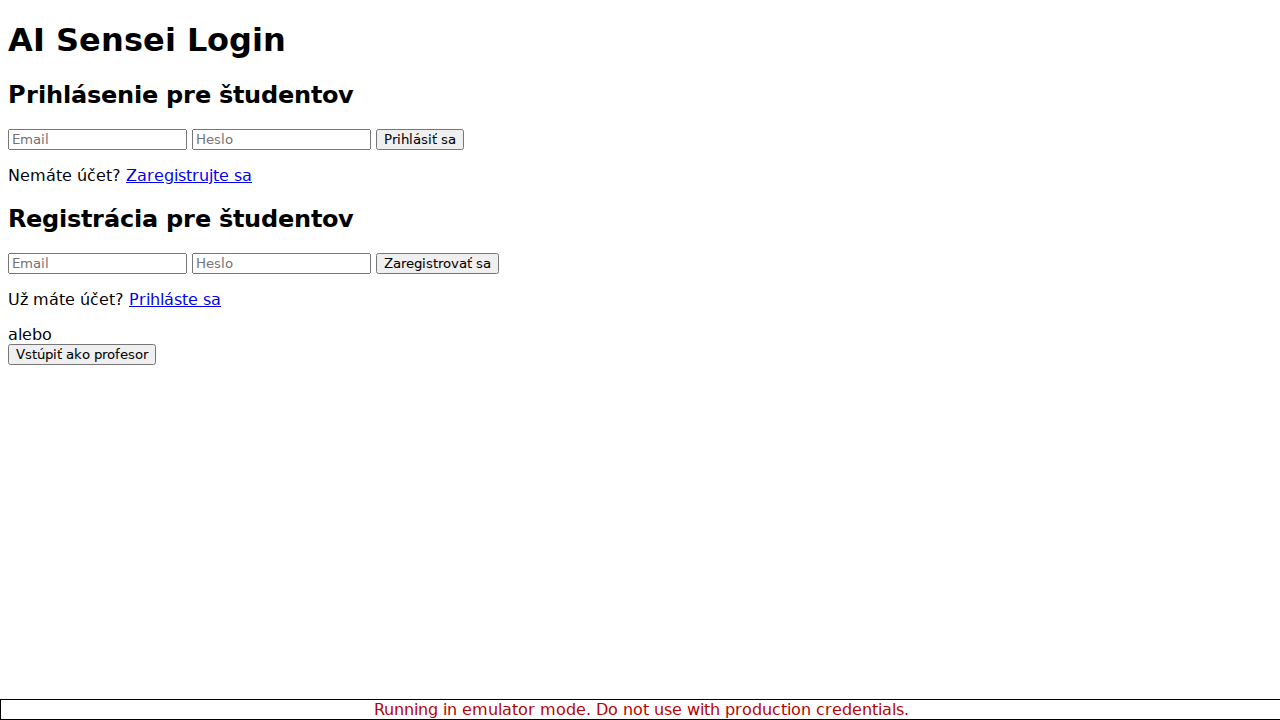 AI Sensei Login
Prihlásenie pre študentov
Email Heslo Prihlásiť sa
Nemáte účet? Zaregistrujte sa
Registrácia pre študentov
Email Heslo Zaregistrovať sa
Už máte účet? Prihláste sa
alebo
Vstúpiť ako profesor
Running in emulator mode. Do not use with production credentials.